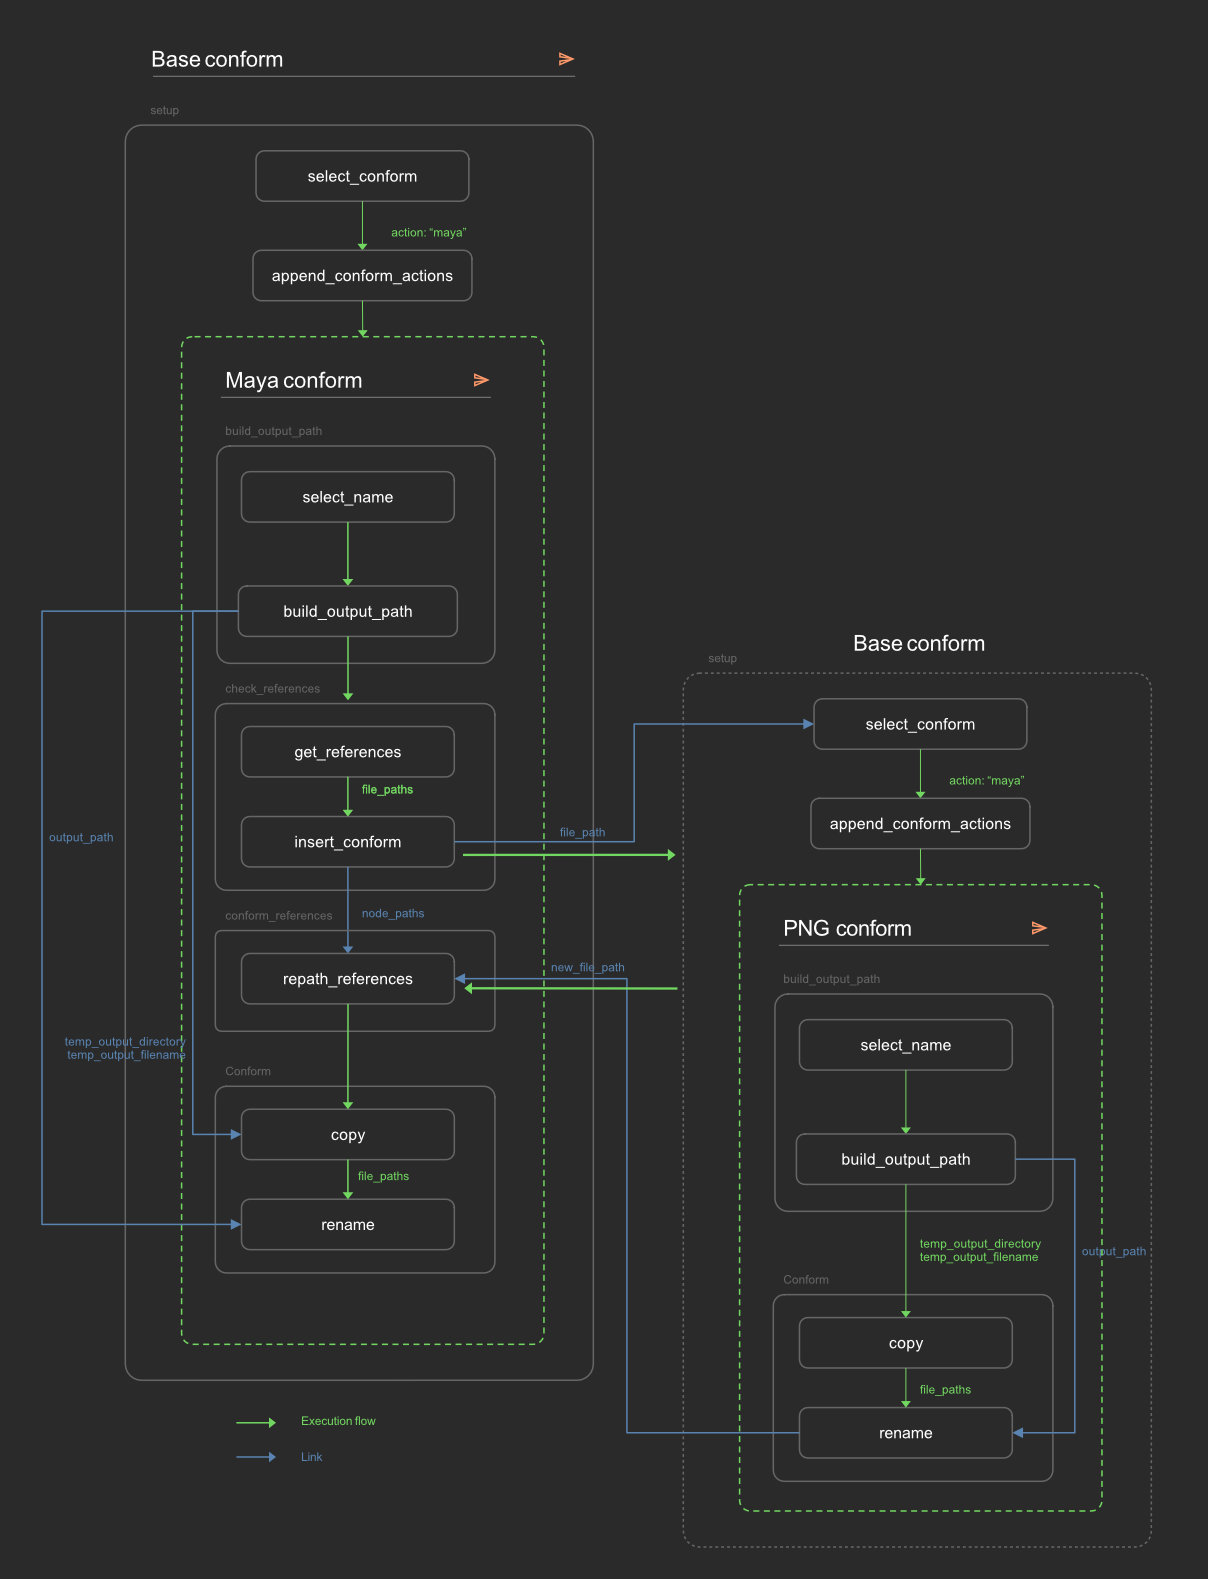 Base conform
setup
select_conform
action: “maya”
append_conform_actions
Maya conform
build_output_path
select_name
build_output_path
check_references
get_references
file_paths
insert_conform
output_path
file_path
conform_references
node_paths
repath_references
new_file_path
temp_output_directory
temp_output_filename
Conform
copy
file_paths
rename
Execution flow
Link
Base conform
setup
select_conform
action: “maya”
append_conform_actions
PNG conform
build_output_path
select_name
build_output_path
temp_output_directory
temp_output_filename
output_path
Conform
copy
file_paths
rename